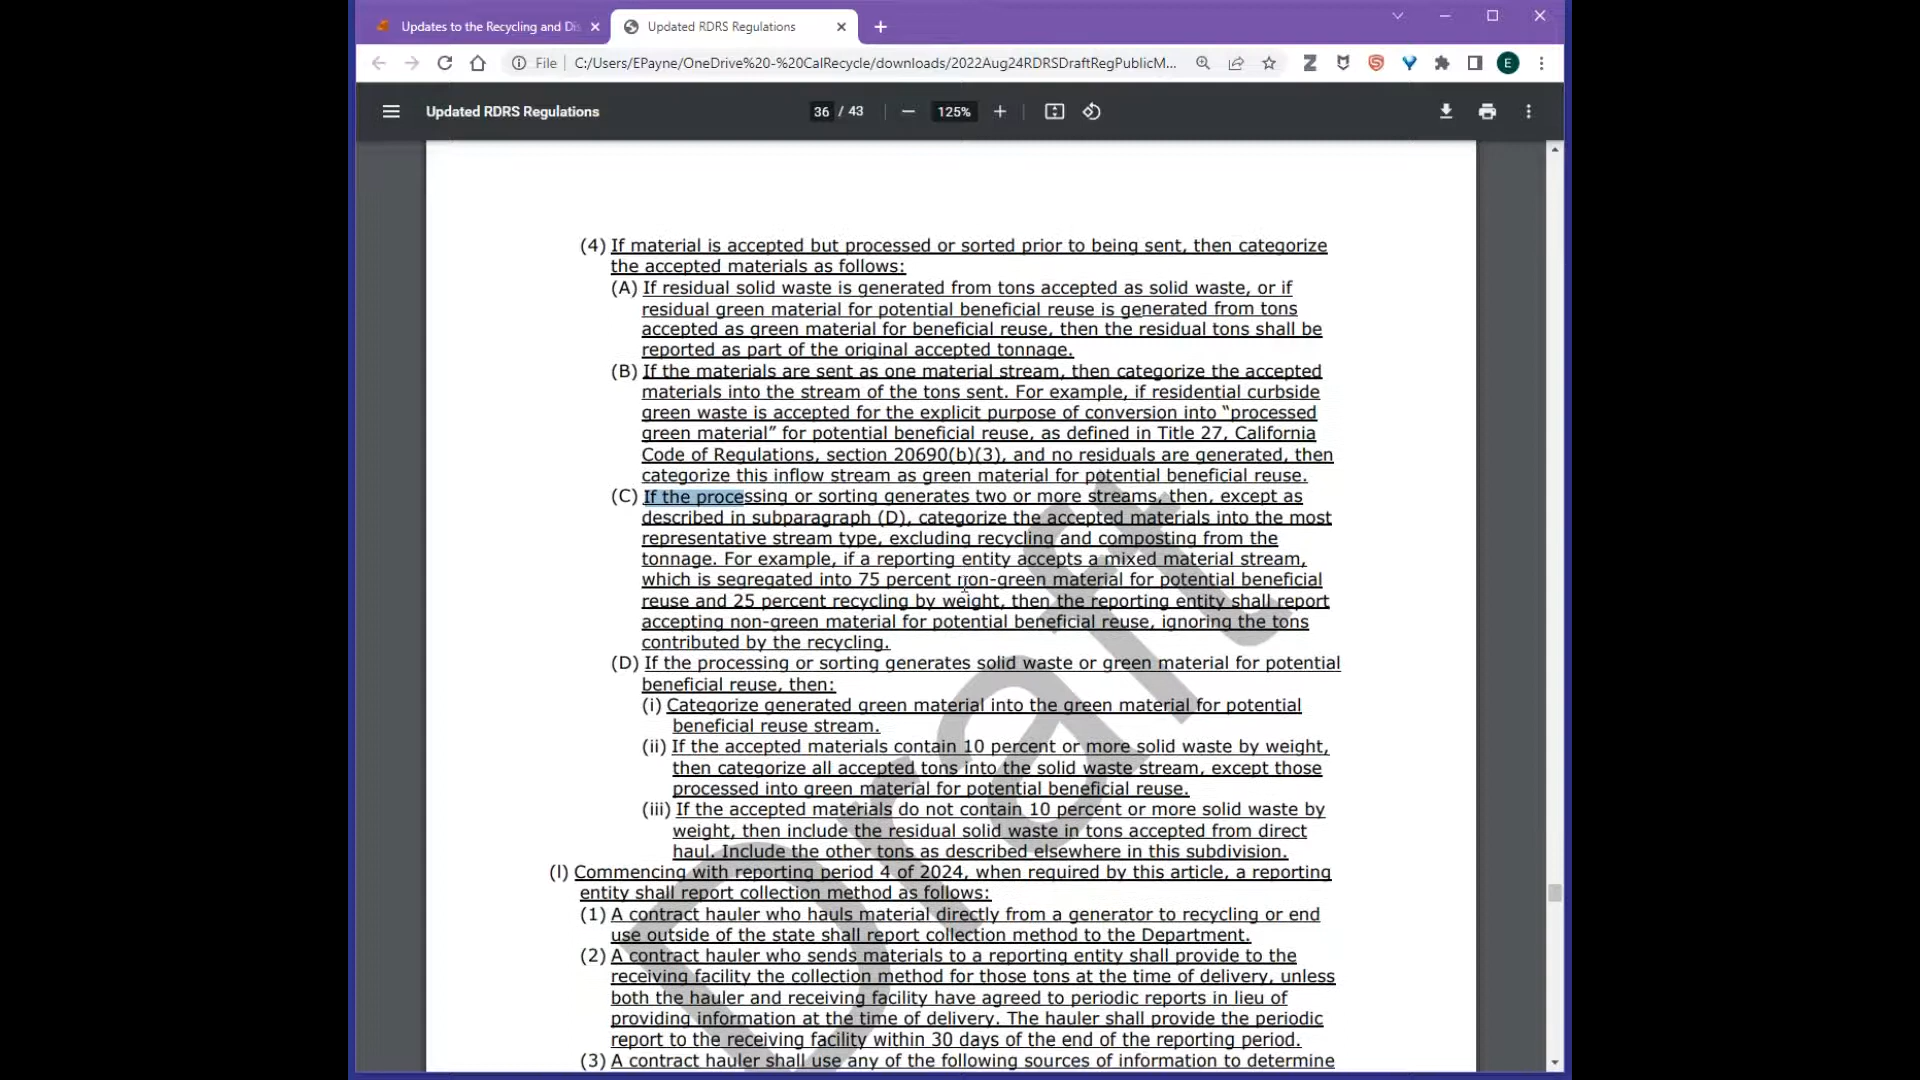 Updates to the Recycling and Dis
Updated RDRS Regulations
File
C:/Users/EPayne/OneDrive%20-%20CalRecycle/downloads/2022Aug24RDRSDraftRegPublicM...
E
Updated RDRS Regulations
36 / 43
125%
(4) If material is accepted but processed or sorted prior to being sent, then categorize
the accepted materials as follows:
(A) If residual solid waste is generated from tons accepted as solid waste, or if
residual green material for potential beneficial reuse is generated from tons
accepted as green material for beneficial reuse, then the residual tons shall be
reported as part of the original accepted tonnage.
(B) If the materials are sent as one material stream, then categorize the accepted
materials into the stream of the tons sent. For example, if residential curbside
green waste is accepted for the explicit purpose of conversion into “processed
green material” for potential beneficial reuse, as defined in Title 27, California
Code of Regulations, section 20690(b)(3), and no residuals are generated, then
categorize this inflow stream as green material for potential beneficial reuse.
(C) If the processing or sorting generates two or more streams, then, except as
described in subparagraph (D), categorize the accepted materials into the most
representative stream type, excluding recycling and composting from the
tonnage. For example, if a reporting entity accepts a mixed material stream,
which is segregated into 75 percent non-green material for potential beneficial
reuse and 25 percent recycling by weight, then the reporting entity shall report
accepting non-green material for potential beneficial reuse, ignoring the tons
contributed by the recycling.
(D) If the processing or sorting generates solid waste or green material for potential
beneficial reuse, then:
(i) Categorize generated green material into the green material for potential
beneficial reuse stream.
(ii) If the accepted materials contain 10 percent or more solid waste by weight,
then categorize all accepted tons into the solid waste stream, except those
processed into green material for potential beneficial reuse.
(iii) If the accepted materials do not contain 10 percent or more solid waste by
weight, then include the residual solid waste in tons accepted from direct
haul. Include the other tons as described elsewhere in this subdivision.
(l) Commencing with reporting period 4 of 2024, when required by this article, a reporting
entity shall report collection method as follows:
(1) A contract hauler who hauls material directly from a generator to recycling or end
use outside of the state shall report collection method to the Department.
(2) A contract hauler who sends materials to a reporting entity shall provide to the
receiving facility the collection method for those tons at the time of delivery, unless
both the hauler and receiving facility have agreed to periodic reports in lieu of
providing information at the time of delivery. The hauler shall provide the periodic
report to the receiving facility within 30 days of the end of the reporting period.
(3) A contract hauler shall use any of the following sources of information to determine
Draft